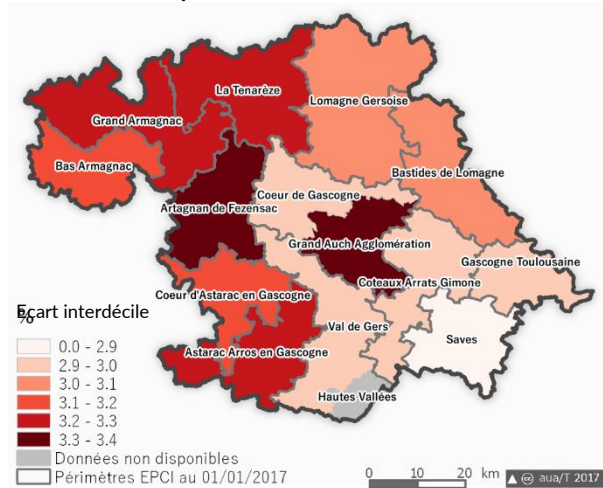 La Tenarèze
Lomagne Gersoise
Grand Armagnac
Bas Armagnac
Bastides de Lomagne
Coeur de Gascogne
Artagnan de Fezensac
Grand Auch Agglomération
Gascogne Toulousaine
Coteaux Arrats Gimone
Coeur d'Astarac en Gascogne
Val de Gers
Saves
Astarac Arros en Gascogne
Hautes Vallées
Ecart interdécile
%
0.0 - 2.9
2.9 - 3.0
3.0 - 3.1
3.1 - 3.2
3.2 - 3.3
3.3 - 3.4
Données non disponibles
Périmètres EPCI au 01/01/2017
0 10 20 km
cc aua/T 2017